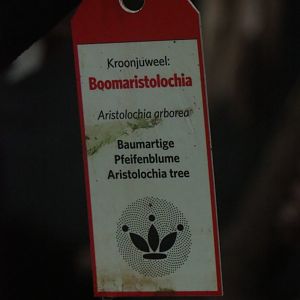 Kroonjuweel:
Boomaristolochia
Aristolochia arborea
Baumartige
Pfeifenblume
Aristolochia tree